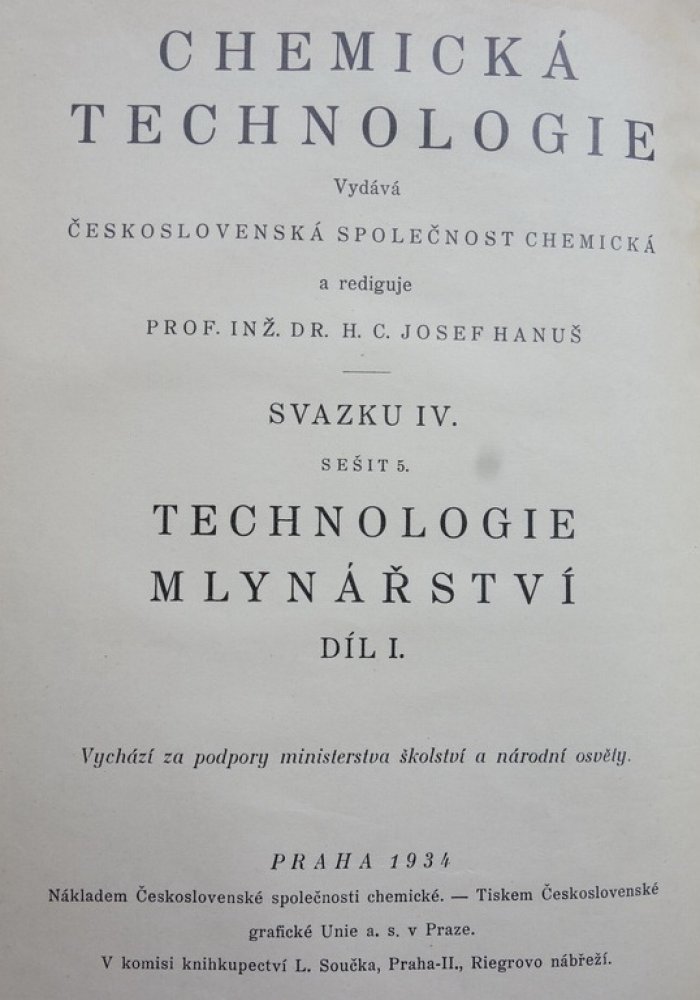 CHEMICKÁ
TECHNOLOGIE
Vydává
ČESKOSLOVENSKÁ SPOLEČNOST CHEMICKÁ
a rediguje
PROF. INŽ. DR. H. C. JOSEF HANUŠ
SVAZKU IV.
SEŠIT 5.
TECHNOLOGIE
MLYNÁŘSTVÍ
DÍL I.
Vychází za podpory ministerstva školství a národní osvěty.
PRAHA 1934
Nákladem Československé společnosti chemické. — Tiskem Československé
grafické Unie a. s. v Praze.
V komisi knihkupectví L. Součka, Praha-II., Riegrovo nábřeží.